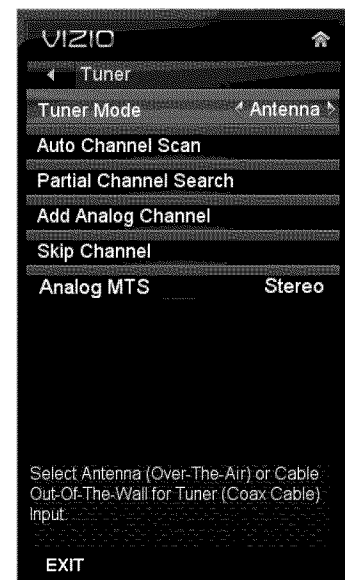 VIZIO
Tuner
Tuner Mode Antenna
Auto Channel Scan
Partial Channel Search
Add Analog Channel
Skip Channel
Analog MTS Stereo
Select Antenna (Over-The-Air) or Cable
Out-Of-The-Wall for Tuner (Coax Cable)
Input.
EXIT